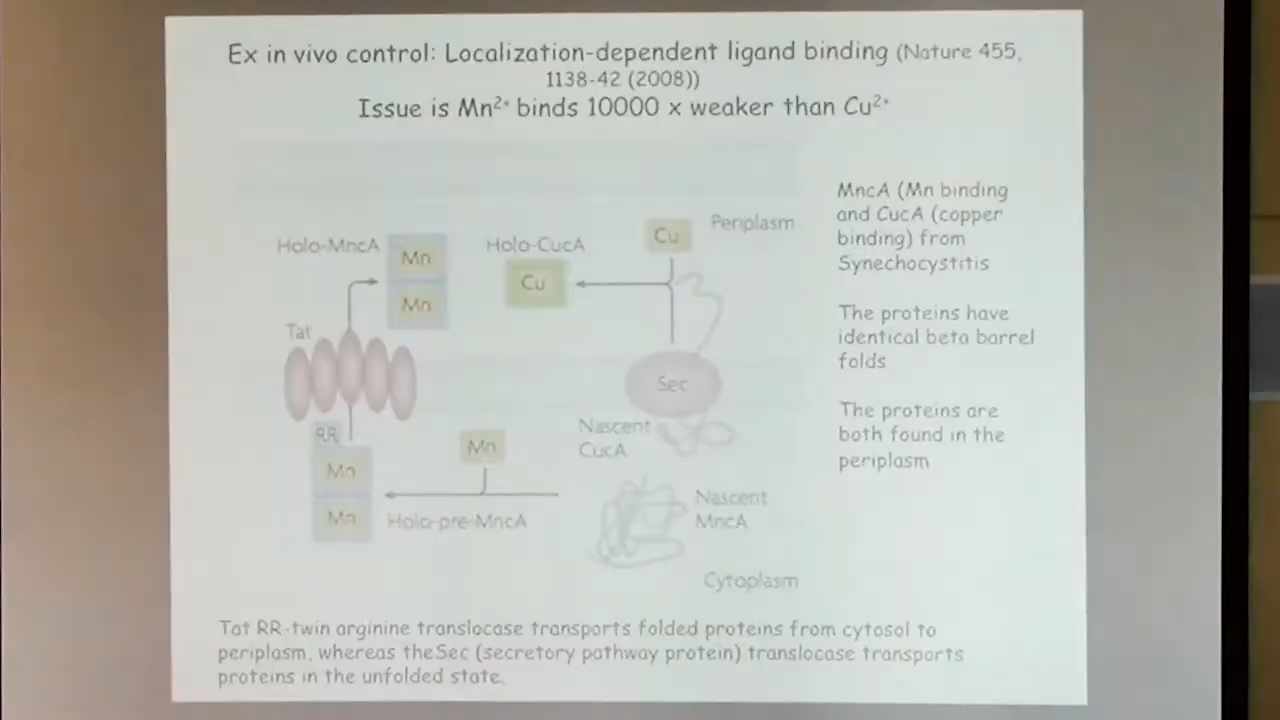 Ex in vivo control: Localization-dependent ligand binding (Nature 455,
1138-42 (2008))
Issue is Mn²⁺ binds 10000 x weaker than Cu²⁺
Periplasm
Cu
Holo-MncA
Mn
Mn
Holo-CucA
Cu
Tat
Sec
RR
Mn
Mn
Mn
Holo-pre-MncA
Nascent
CucA
Nascent
MncA
Cytoplasm
MncA (Mn binding
and CucA (copper
binding) from
Synechocystitis
The proteins have
identical beta barrel
folds
The proteins are
both found in the
periplasm
Tat RR-twin arginine translocase transports folded proteins from cytosol to
periplasm, whereas theSec (secretory pathway protein) translocase transports
proteins in the unfolded state.